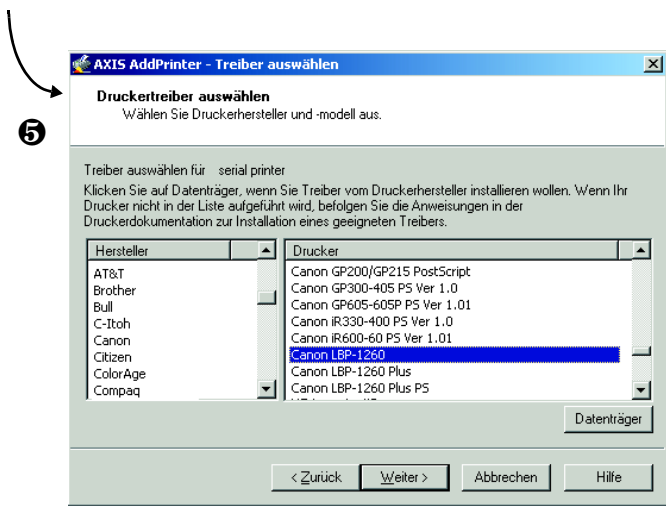 AXIS AddPrinter - Treiber auswählen
Druckertreiber auswählen
Wählen Sie Druckerhersteller und -modell aus.
❺
Treiber auswählen für serial printer
Klicken Sie auf Datenträger, wenn Sie Treiber vom Druckerhersteller installieren wollen. Wenn Ihr
Drucker nicht in der Liste aufgeführt wird, befolgen Sie die Anweisungen in der
Druckerdokumentation zur Installation eines geeigneten Treibers.
Hersteller
AT&T
Brother
Bull
C-Itoh
Canon
Citizen
ColorAge
Compaq
Drucker
Canon GP200/GP215 PostScript
Canon GP300-405 PS Ver 1.0
Canon GP605-605P PS Ver 1.01
Canon iR330-400 PS Ver 1.0
Canon iR600-60 PS Ver 1.01
Canon LBP-1260
Canon LBP-1260 Plus
Canon LBP-1260 Plus PS
Datenträger
< Zurück
Weiter >
Abbrechen
Hilfe